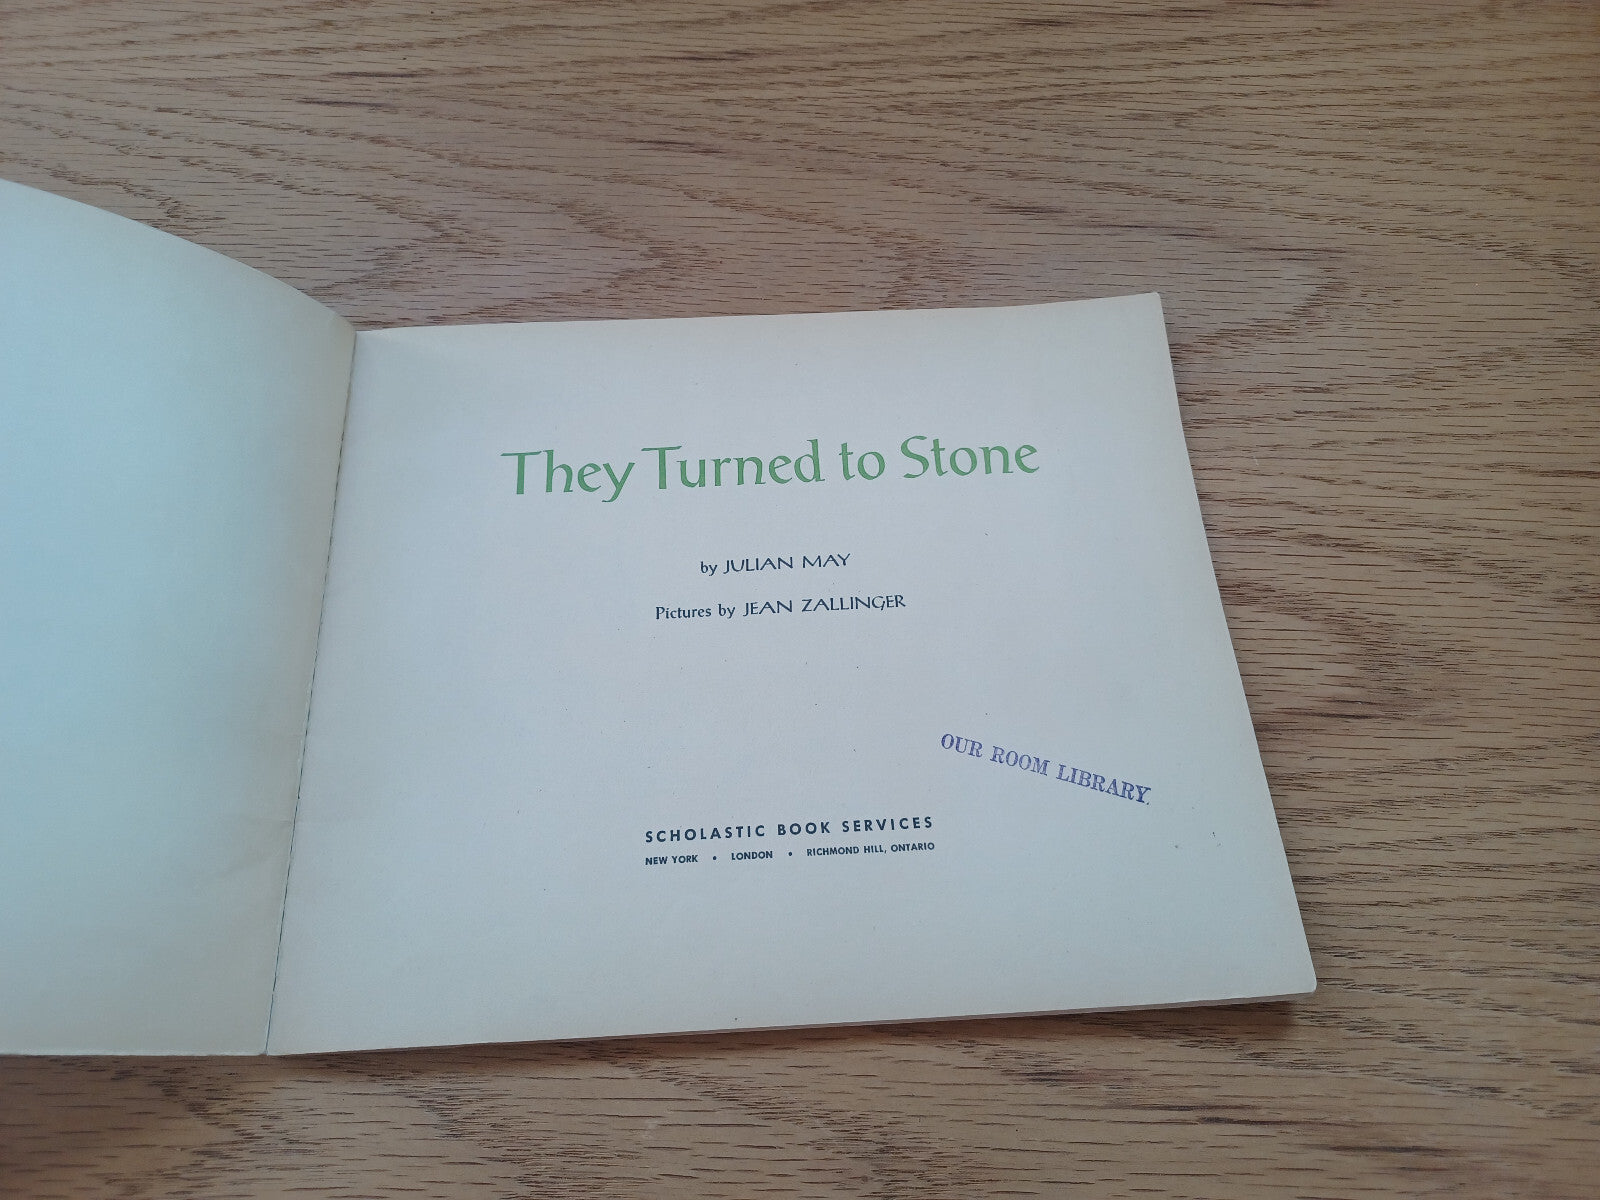 They Turned to Stone
by JULIAN MAY
Pictures by JEAN ZALLINGER
OUR ROOM LIBRARY.
SCHOLASTIC BOOK SERVICES
NEW YORK • LONDON • RICHMOND HILL, ONTARIO